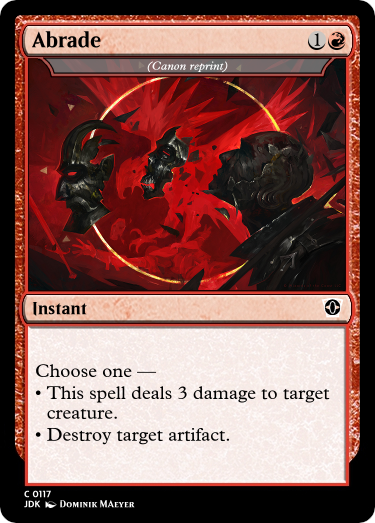 Abrade 1
(Canon reprint)
Instant
Choose one —
• This spell deals 3 damage to target
creature.
• Destroy target artifact.
C 0117
JDK DOMINIK MAEYER